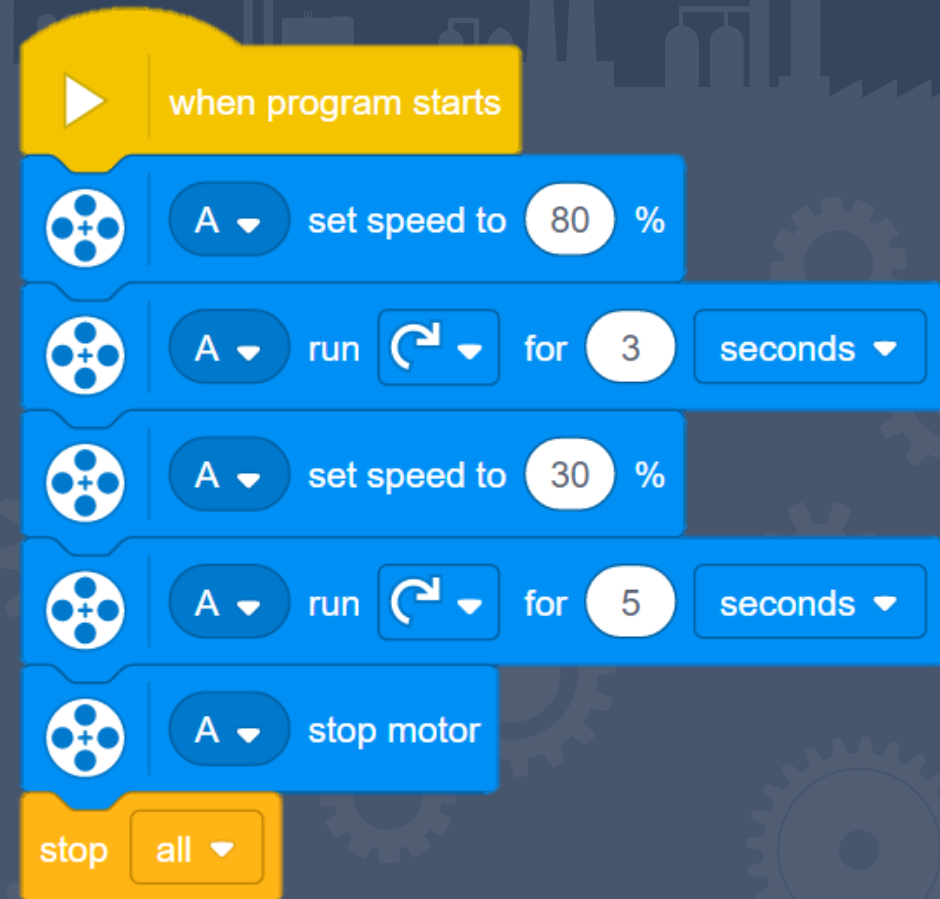 when program starts
A set speed to 80 %
A run for 3 seconds
A set speed to 30 %
A run for 5 seconds
A stop motor
stop all